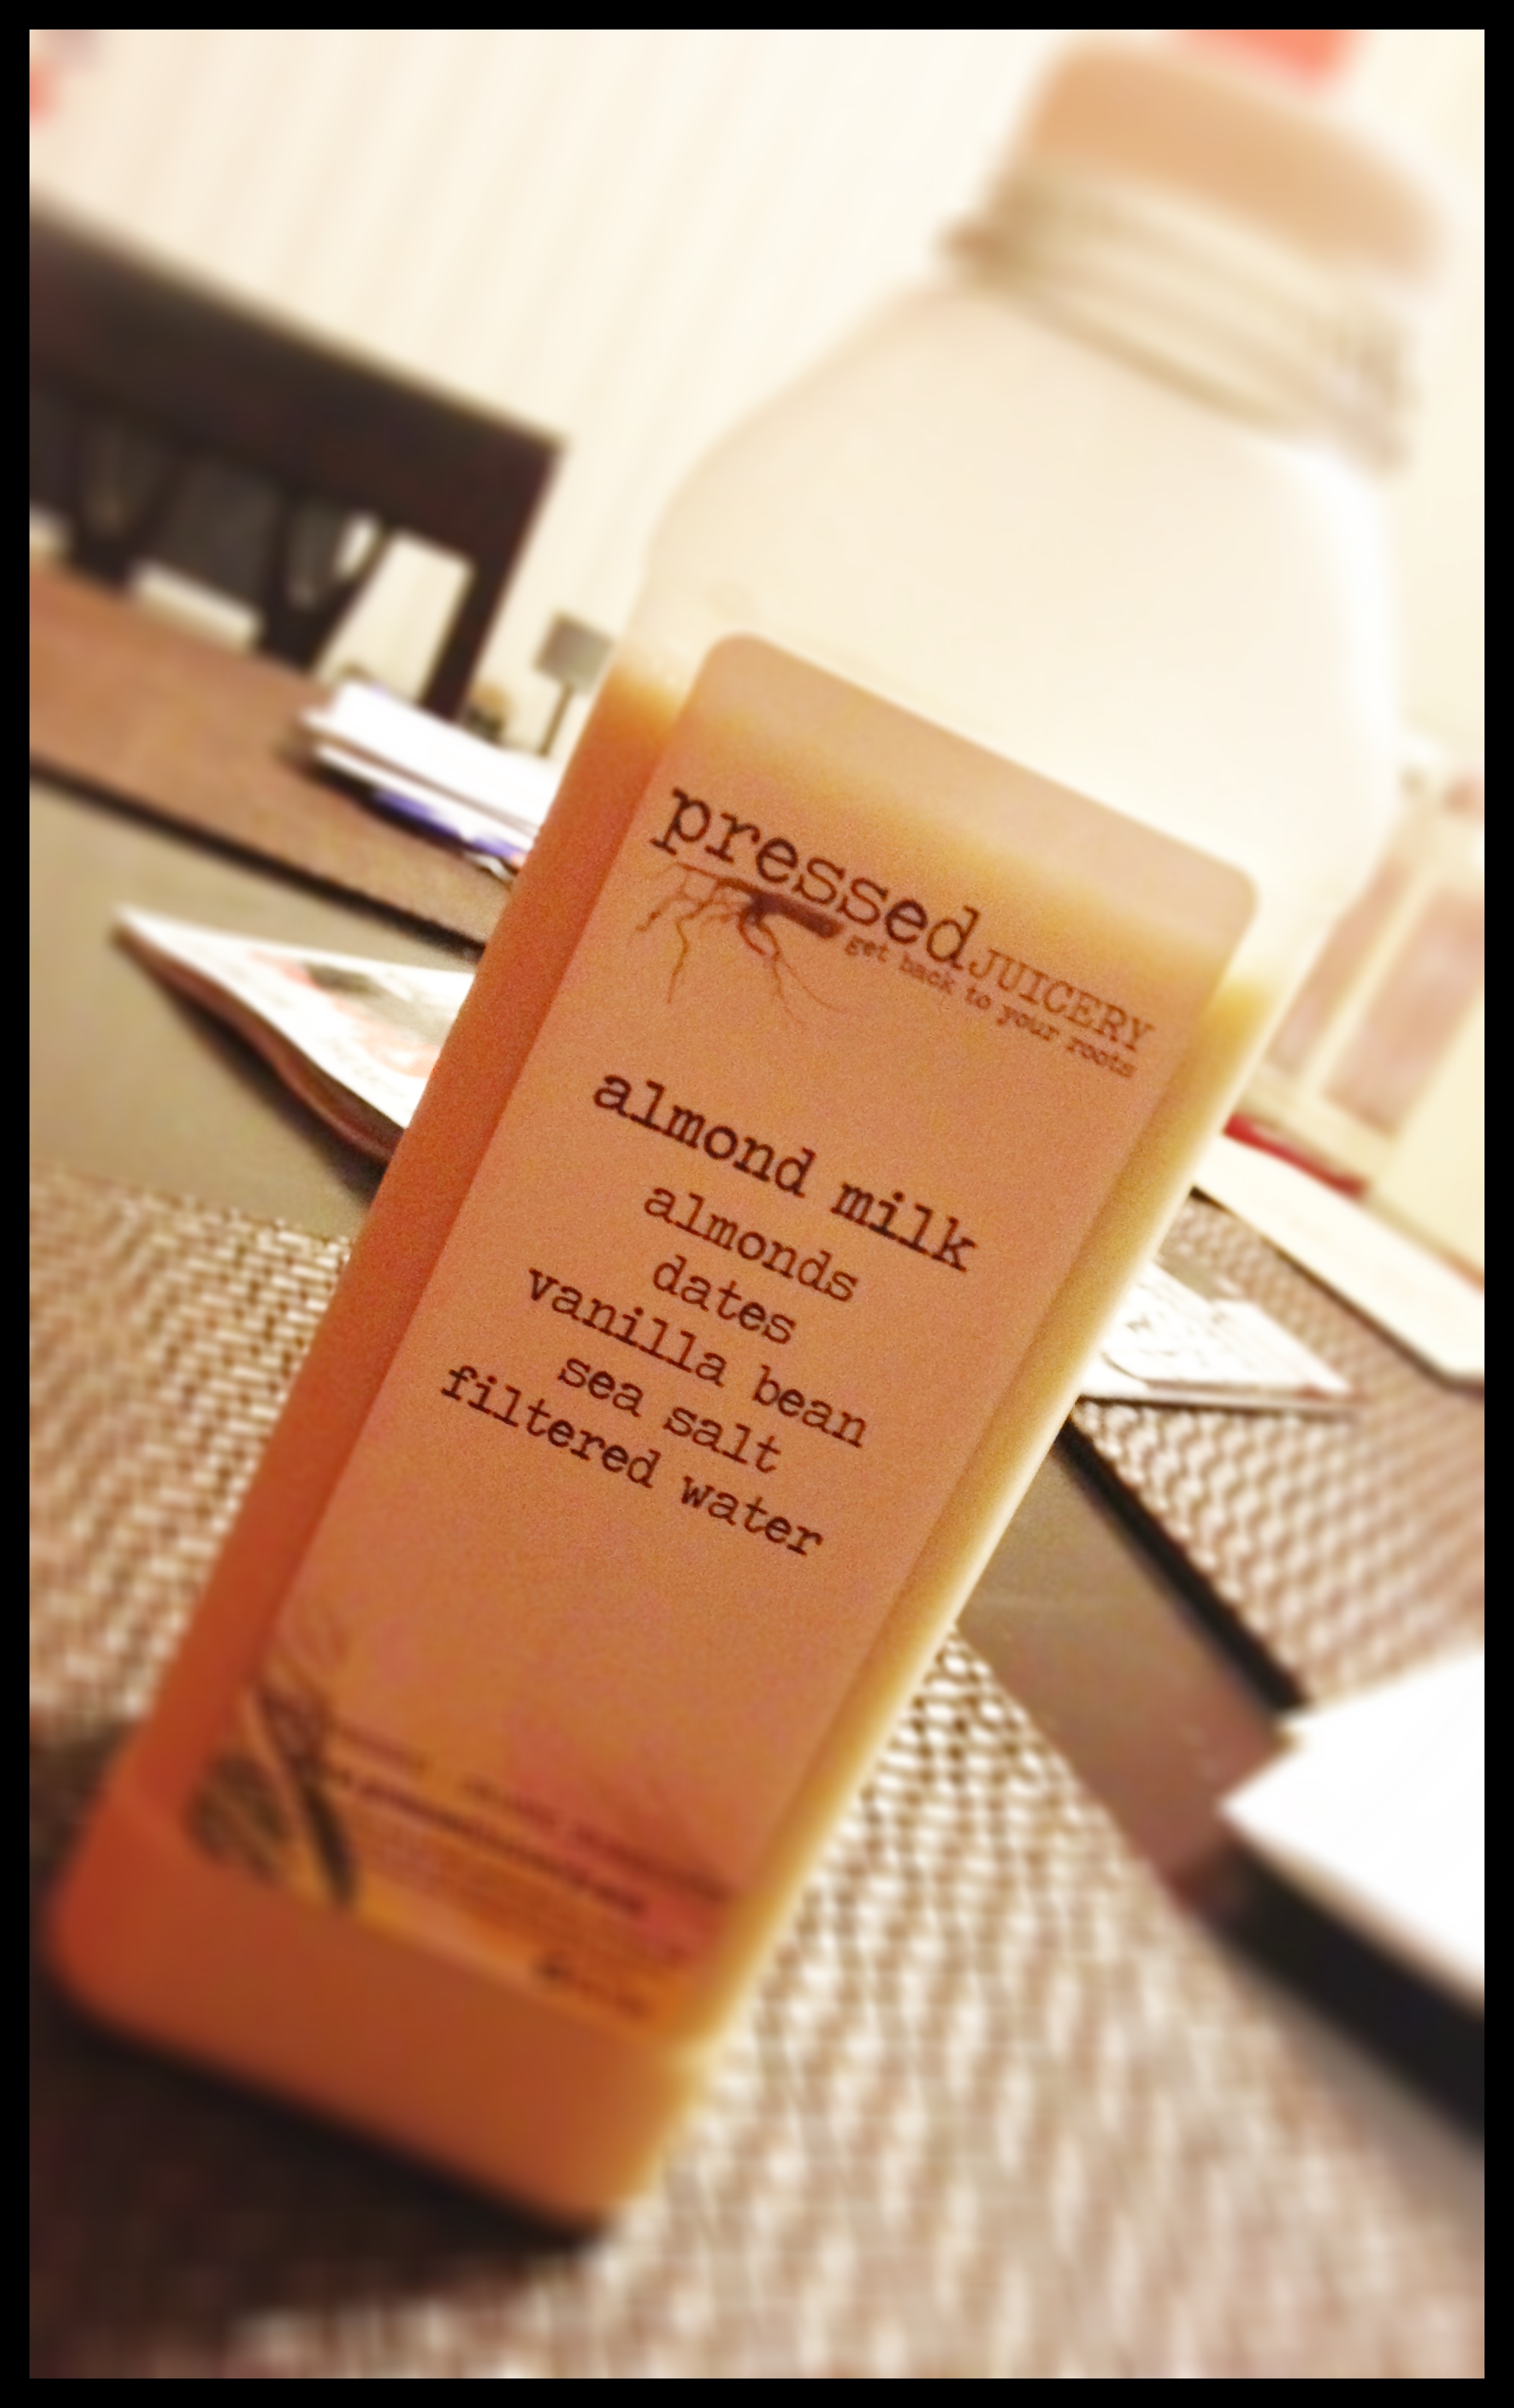 pressed JUICERY
get back to your roots
almond milk
almonds
dates
vanilla bean
sea salt
filtered water